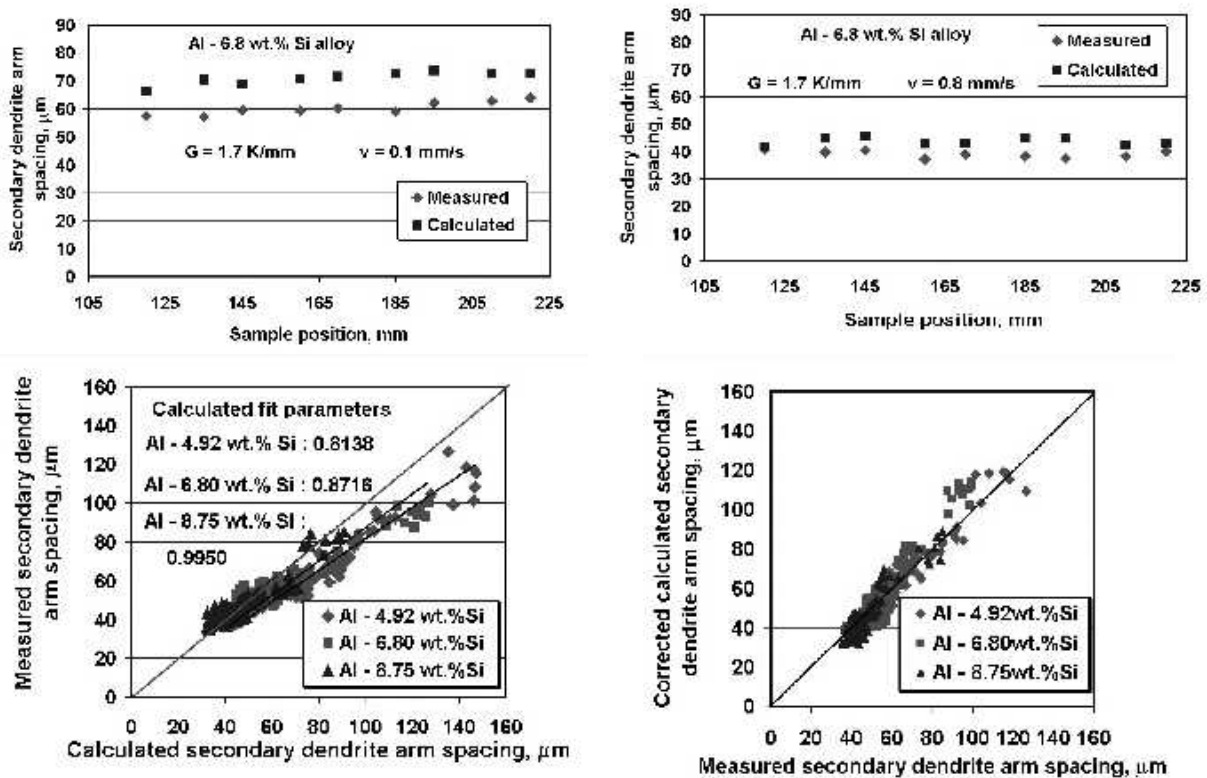 Secondary dendrite arm
spacing, μm
90
80
70
60
50
40
30
20
10
0
Al - 6.8 wt.% Si alloy
G = 1.7 K/mm v = 0.1 mm/s
Measured
Calculated
105 125 145 165 185 205 225
Sample position, mm
Secondary dendrite arm
spacing, μm
90
80
70
60
50
40
30
20
10
0
Al - 6.8 wt.% Si alloy
Measured
Calculated
G = 1.7 K/mm v = 0.8 mm/s
105 125 145 165 185 205 225
Sample position, mm
Measured secondary dendrite
arm spacing, μm
160
140
120
100
80
60
40
20
0
Calculated fit parameters
Al - 4.92 wt.% Si : 0.8138
Al - 6.80 wt.% Si : 0.8716
Al - 8.75 wt.% Si :
0.9950
Al - 4.92 wt.%Si
Al - 6.80 wt.%Si
Al - 8.75 wt.%Si
0 20 40 60 80 100 120 140 160
Calculated secondary dendrite arm spacing, μm
Corrected calculated secondary
dendrite arm spacing, μm
160
140
120
100
80
60
40
20
0
Al - 4.92wt.%Si
Al - 6.80wt.%Si
Al - 8.75wt.%Si
0 20 40 60 80 100 120 140 160
Measured secondary dendrite arm spacing, μm